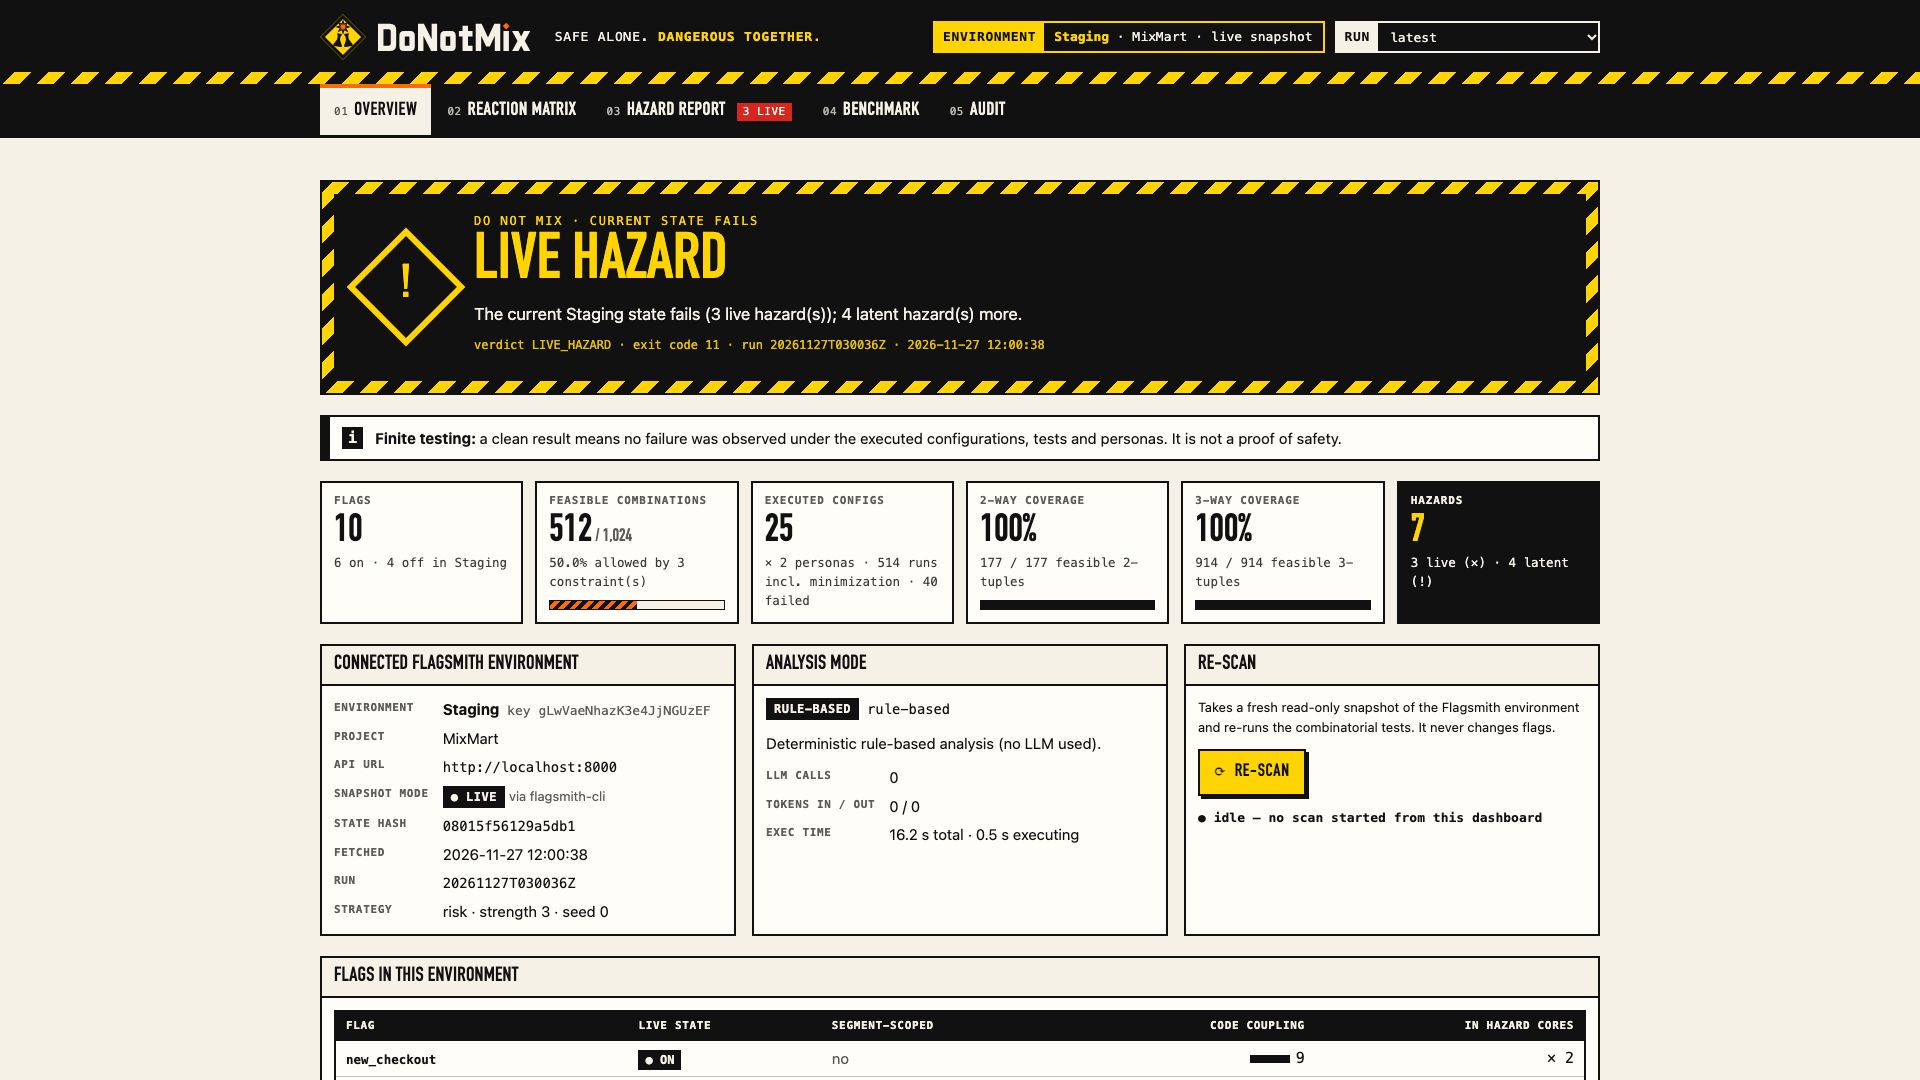 DoNotMix SAFE ALONE. DANGEROUS TOGETHER. ENVIRONMENT Staging · MixMart · live snapshot RUN latest
01 OVERVIEW 02 REACTION MATRIX 03 HAZARD REPORT 3 LIVE 04 BENCHMARK 05 AUDIT
DO NOT MIX · CURRENT STATE FAILS
LIVE HAZARD
!
The current Staging state fails (3 live hazard(s)); 4 latent hazard(s) more.
verdict LIVE_HAZARD · exit code 11 · run 20261127T030036Z · 2026-11-27 12:00:38
i Finite testing: a clean result means no failure was observed under the executed configurations, tests and personas. It is not a proof of safety.
FLAGS
10
6 on · 4 off in Staging
FEASIBLE COMBINATIONS
512 / 1,024
50.0% allowed by 3
constraint(s)
EXECUTED CONFIGS
25
× 2 personas · 514 runs
incl. minimization · 40
failed
2-WAY COVERAGE
100%
177 / 177 feasible 2-
tuples
3-WAY COVERAGE
100%
914 / 914 feasible 3-
tuples
HAZARDS
7
3 live (×) · 4 latent
(!)
CONNECTED FLAGSMITH ENVIRONMENT
ENVIRONMENT Staging key gLwVaeNhazK3e4JjNGUzEF
PROJECT MixMart
API URL http://localhost:8000
SNAPSHOT MODE ● LIVE via flagsmith-cli
STATE HASH 08015f56129a5db1
FETCHED 2026-11-27 12:00:38
RUN 20261127T030036Z
STRATEGY risk · strength 3 · seed 0
ANALYSIS MODE
RULE-BASED rule-based
Deterministic rule-based analysis (no LLM used).
LLM CALLS 0
TOKENS IN / OUT 0 / 0
EXEC TIME 16.2 s total · 0.5 s executing
RE-SCAN
Takes a fresh read-only snapshot of the Flagsmith environment
and re-runs the combinatorial tests. It never changes flags.
⟳ RE-SCAN
● idle — no scan started from this dashboard
FLAGS IN THIS ENVIRONMENT
FLAG LIVE STATE SEGMENT-SCOPED CODE COUPLING IN HAZARD CORES
new_checkout ● ON no 9 × 2